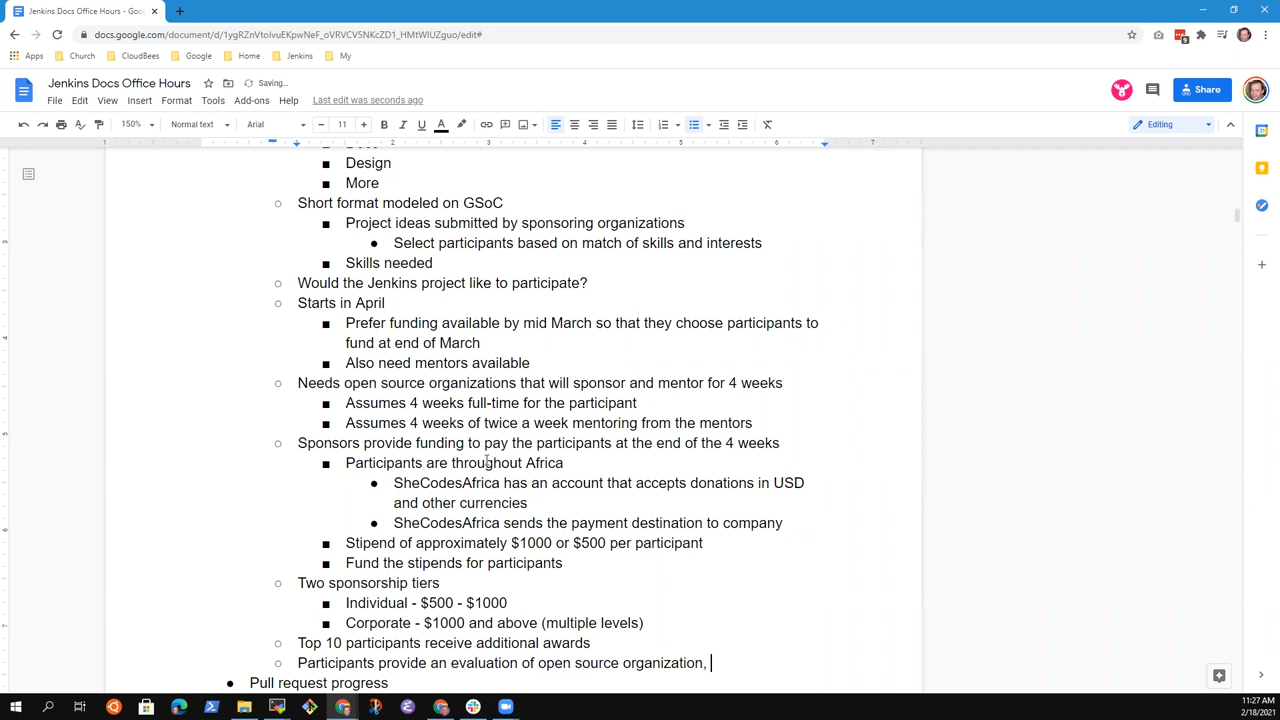 Jenkins Docs Office Hours - Goo
docs.google.com/document/d/1ygRZnVtoIvuEKpwNeF_oVRVCV5NKcZD1_HMtWIUZguo/edit#
Apps Church CloudBees Google Home Jenkins My
Jenkins Docs Office Hours Saving…
File Edit View Insert Format Tools Add-ons Help Last edit was seconds ago
Share
150% Normal text Arial 11 Editing
1 1 2 3 4 5 6 7
Design
More
Short format modeled on GSoC
Project ideas submitted by sponsoring organizations
Select participants based on match of skills and interests
Skills needed
Would the Jenkins project like to participate?
Starts in April
Prefer funding available by mid March so that they choose participants to
fund at end of March
Also need mentors available
Needs open source organizations that will sponsor and mentor for 4 weeks
Assumes 4 weeks full-time for the participant
Assumes 4 weeks of twice a week mentoring from the mentors
Sponsors provide funding to pay the participants at the end of the 4 weeks
Participants are throughout Africa
SheCodesAfrica has an account that accepts donations in USD
and other currencies
SheCodesAfrica sends the payment destination to company
Stipend of approximately $1000 or $500 per participant
Fund the stipends for participants
Two sponsorship tiers
Individual - $500 - $1000
Corporate - $1000 and above (multiple levels)
Top 10 participants receive additional awards
Participants provide an evaluation of open source organization,
Pull request progress
11:27 AM
2/18/2021